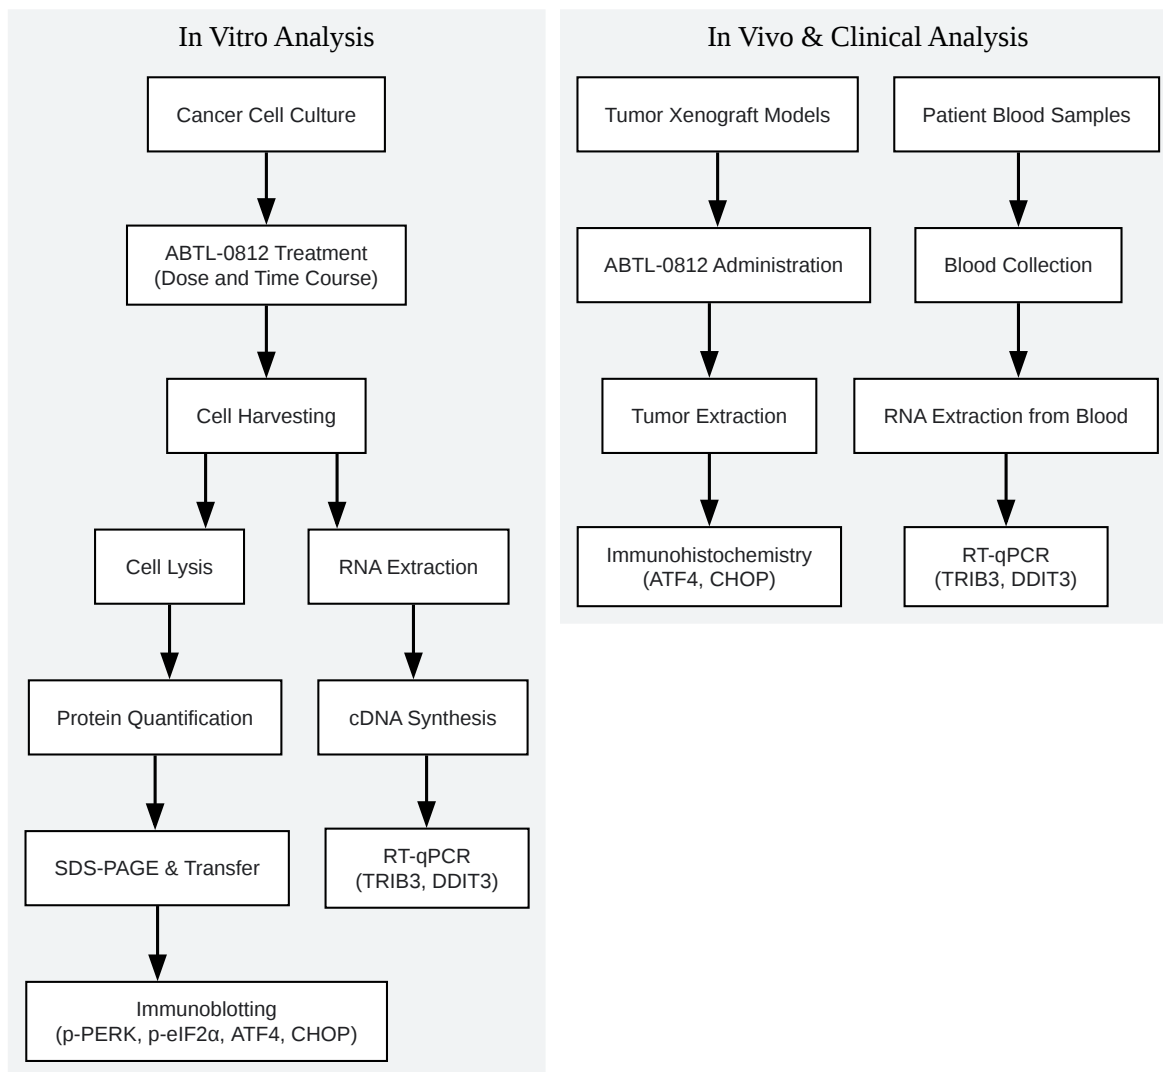 In Vitro Analysis
Cancer Cell Culture
ABTL-0812 Treatment
(Dose and Time Course)
Cell Harvesting
Cell Lysis
RNA Extraction
Protein Quantification
cDNA Synthesis
SDS-PAGE & Transfer
RT-qPCR
(TRIB3, DDIT3)
Immunoblotting
(p-PERK, p-eIF2α, ATF4, CHOP)
In Vivo & Clinical Analysis
Tumor Xenograft Models
Patient Blood Samples
ABTL-0812 Administration
Blood Collection
Tumor Extraction
RNA Extraction from Blood
Immunohistochemistry
(ATF4, CHOP)
RT-qPCR
(TRIB3, DDIT3)